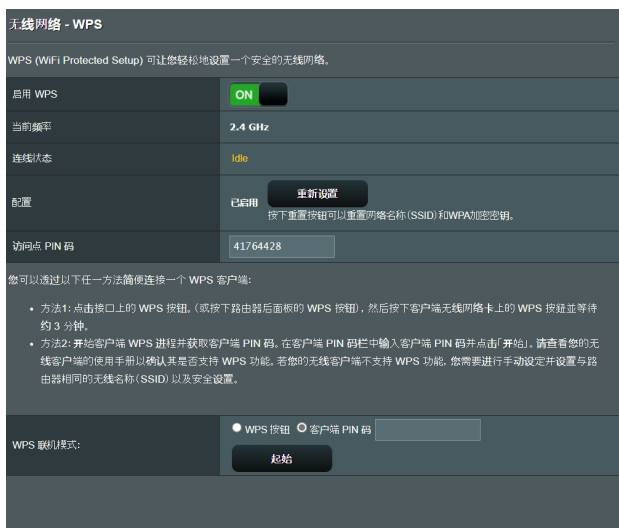 无线网络 - WPS
WPS (WiFi Protected Setup) 可让您轻松地设置一个安全的无线网络。
启用 WPS
ON
当前频率
2.4 GHz
连线状态
Idle
配置
已启用
重新设置
按下重置按钮可以重置网络名称(SSID)和WPA加密密钥。
访问点 PIN 码
41764428
您可以透过以下任一方法简便连接一个 WPS 客户端:
• 方法1: 点击接口上的 WPS 按钮。(或按下路由器后面板的 WPS 按钮), 然后按下客户端无线网络卡上的 WPS 按鈕並等待
约 3 分钟。
• 方法2: 开始客户端 WPS 进程并获取客户端 PIN 码。在客户端 PIN 码栏中输入客户端 PIN 码并点击「开始」。请查看您的无
线客户端的使用手册以确认其是否支持 WPS 功能。若您的无线客户端不支持 WPS 功能, 您需要进行手动设定并设置与路
由器相同的无线名称(SSID) 以及安全设置。
WPS 联机模式:
WPS 按钮 客户端 PIN 码
起始